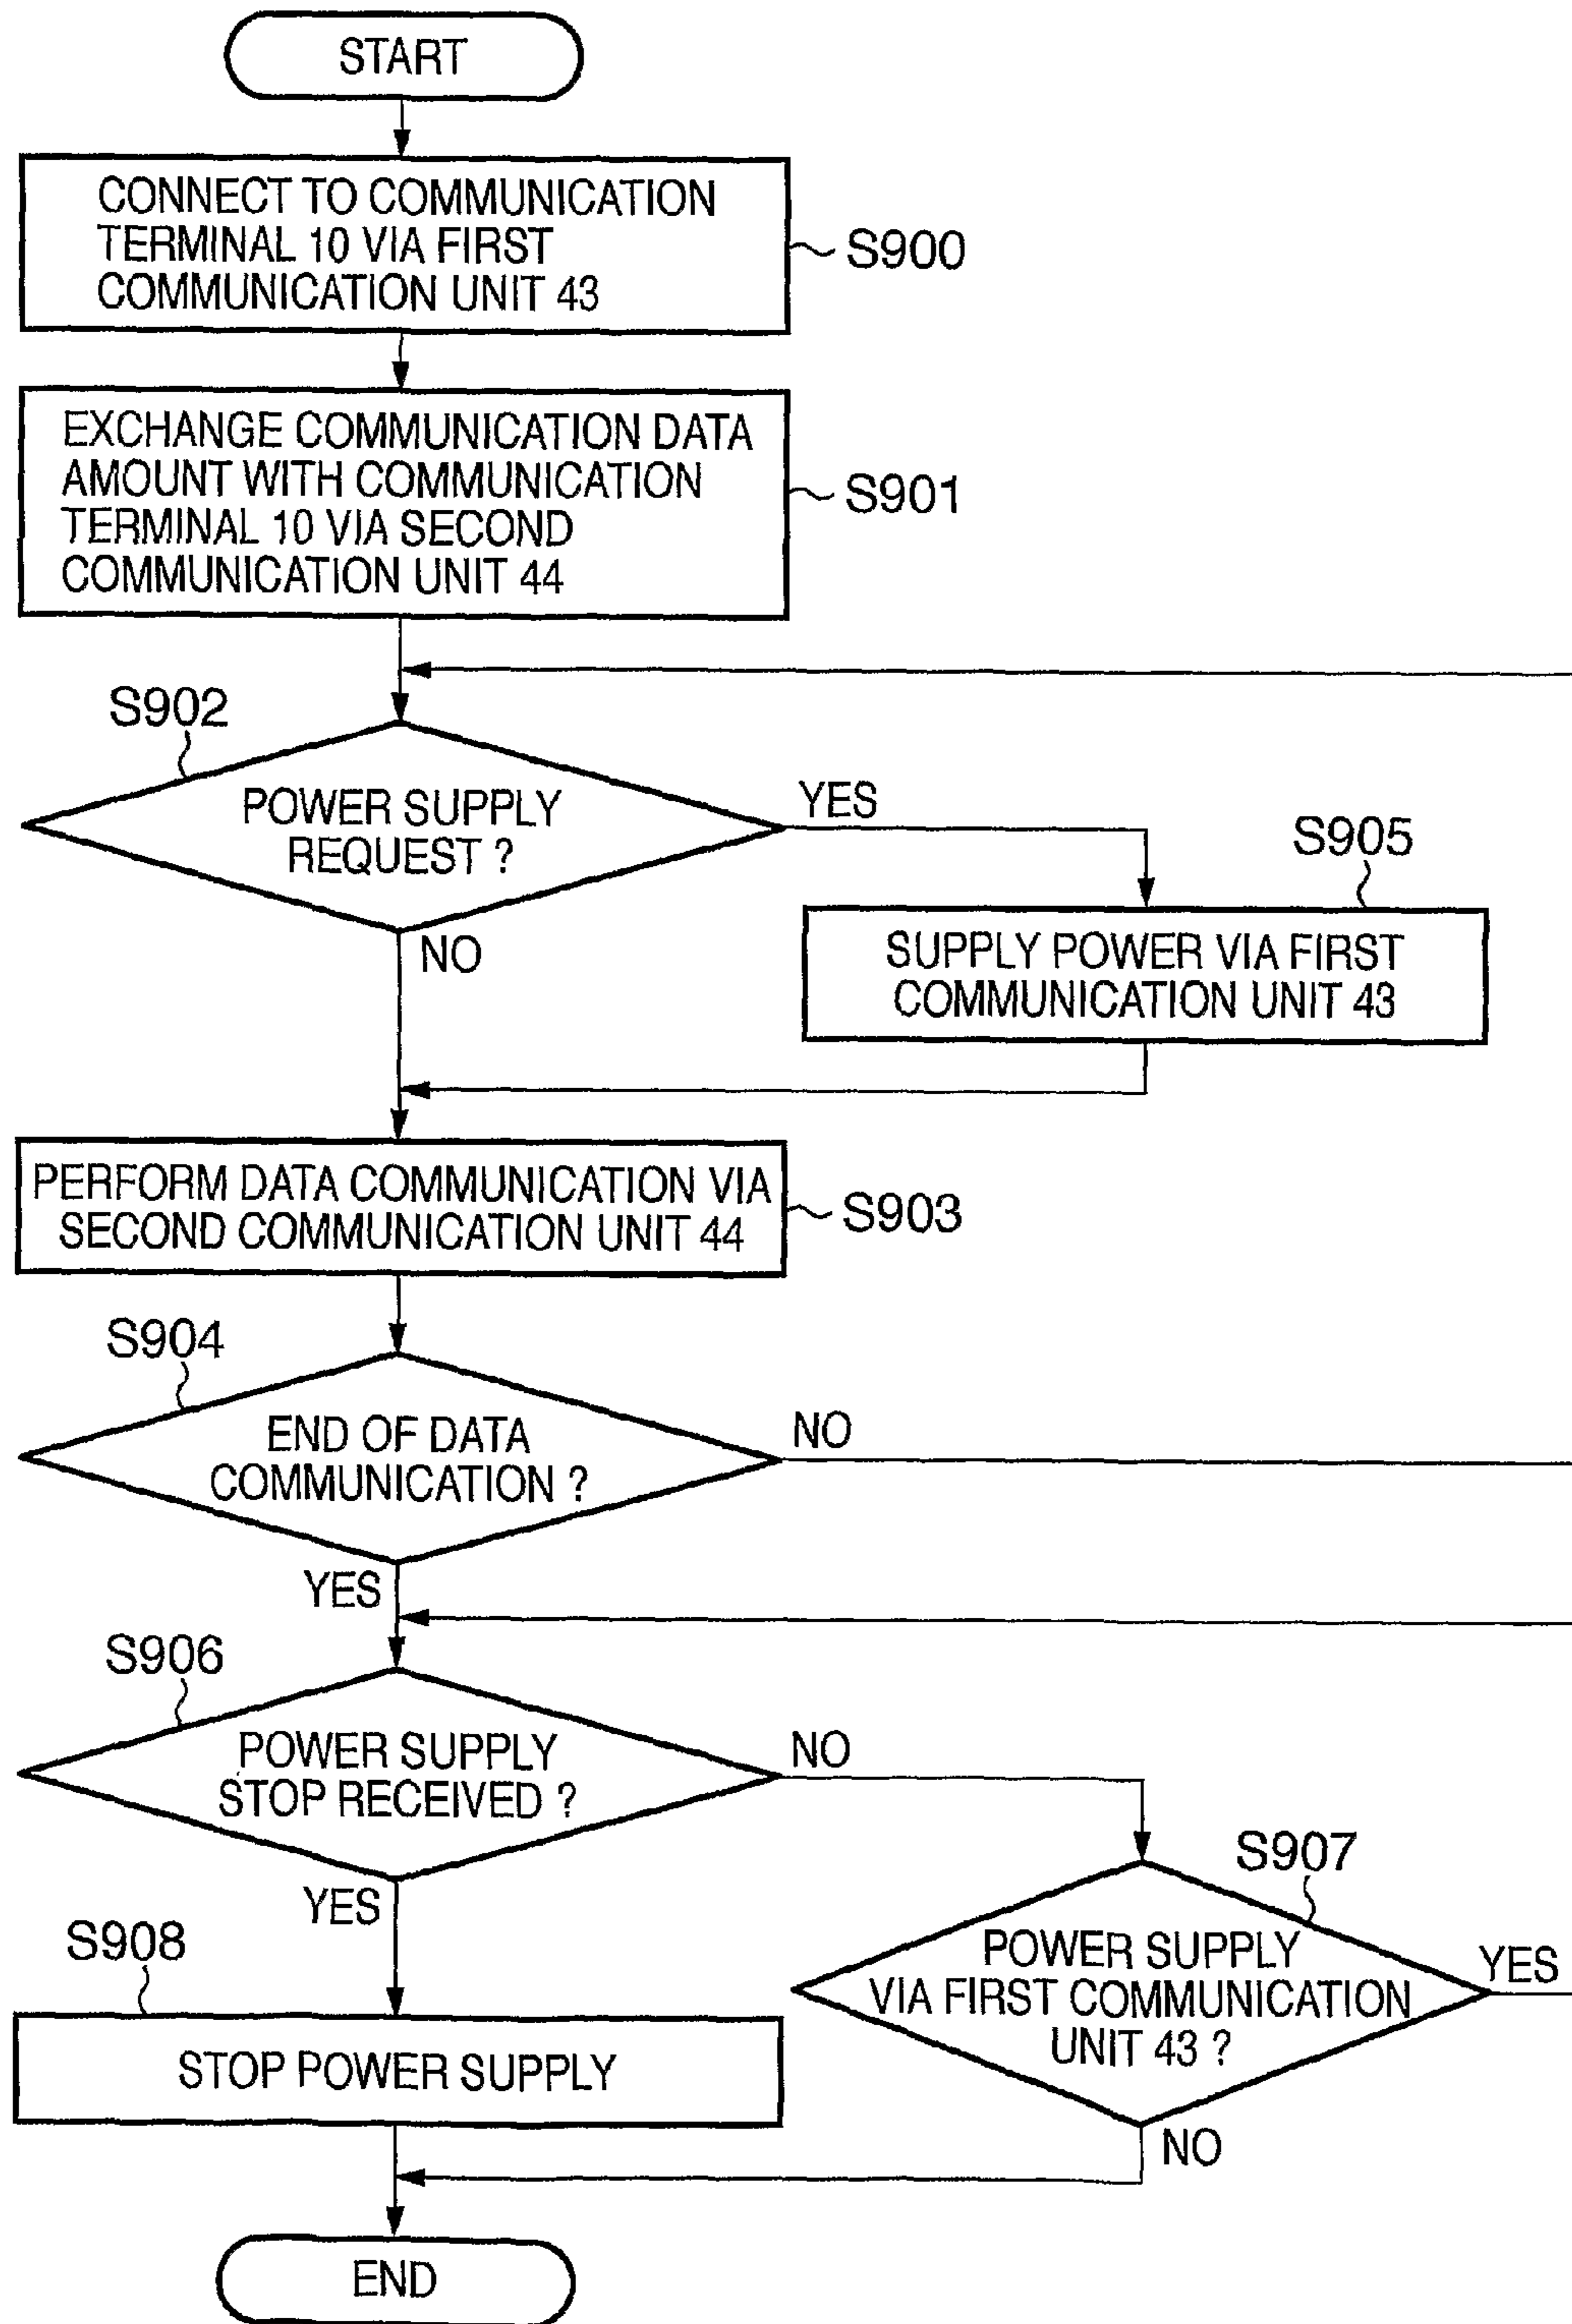 START
CONNECT TO COMMUNICATION
TERMINAL 10 VIA FIRST
COMMUNICATION UNIT 43
S900
EXCHANGE COMMUNICATION DATA
AMOUNT WITH COMMUNICATION
TERMINAL 10 VIA SECOND
COMMUNICATION UNIT 44
S901
S902
POWER SUPPLY
REQUEST ?
YES
NO
S905
SUPPLY POWER VIA FIRST
COMMUNICATION UNIT 43
PERFORM DATA COMMUNICATION VIA
SECOND COMMUNICATION UNIT 44
S903
S904
END OF DATA
COMMUNICATION ?
NO
YES
S906
POWER SUPPLY
STOP RECEIVED ?
NO
YES
S907
POWER SUPPLY
VIA FIRST COMMUNICATION
UNIT 43 ?
YES
NO
S908
STOP POWER SUPPLY
END